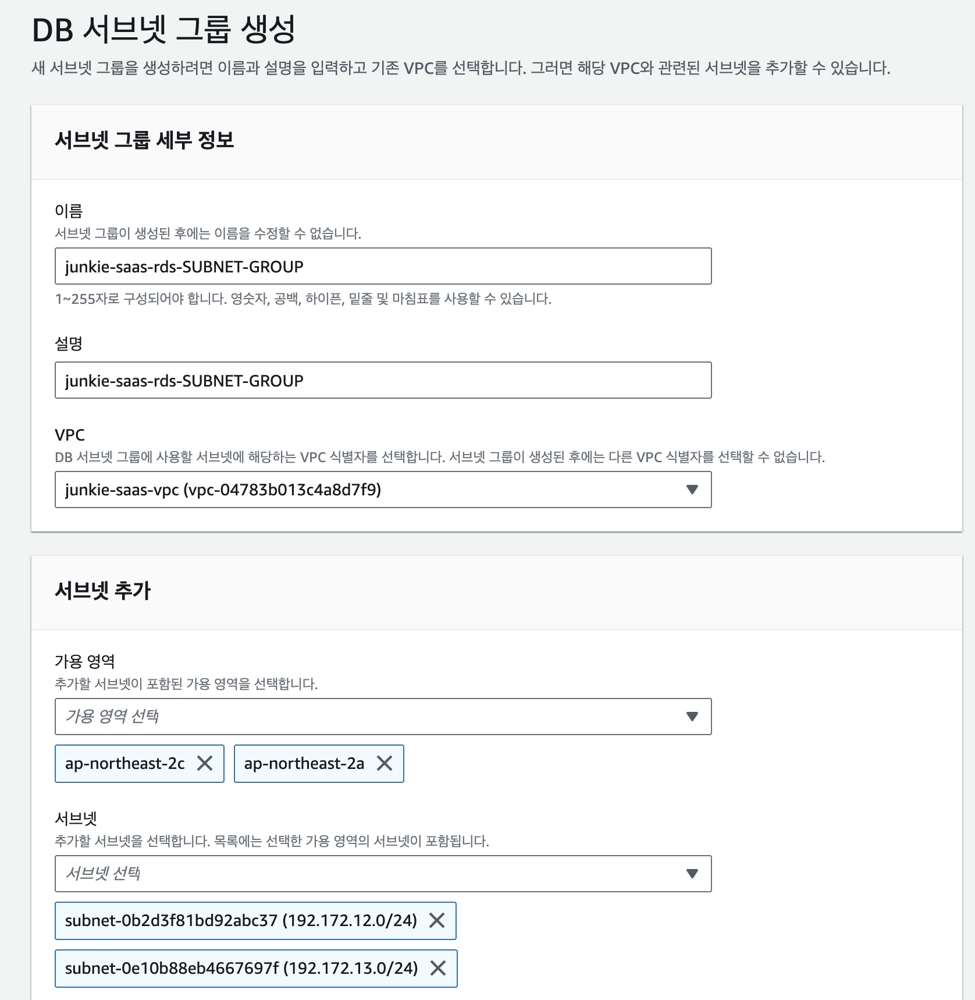 DB 서브넷 그룹 생성
새 서브넷 그룹을 생성하려면 이름과 설명을 입력하고 기존 VPC를 선택합니다. 그러면 해당 VPC와 관련된 서브넷을 추가할 수 있습니다.
서브넷 그룹 세부 정보
이름
서브넷 그룹이 생성된 후에는 이름을 수정할 수 없습니다.
junkie-saas-rds-SUBNET-GROUP
1~255자로 구성되어야 합니다. 영숫자, 공백, 하이픈, 밑줄 및 마침표를 사용할 수 있습니다.
설명
junkie-saas-rds-SUBNET-GROUP
VPC
DB 서브넷 그룹에 사용할 서브넷에 해당하는 VPC 식별자를 선택합니다. 서브넷 그룹이 생성된 후에는 다른 VPC 식별자를 선택할 수 없습니다.
junkie-saas-vpc (vpc-04783b013c4a8d7f9)
서브넷 추가
가용 영역
추가할 서브넷이 포함된 가용 영역을 선택합니다.
가용 영역 선택
ap-northeast-2c ap-northeast-2a
서브넷
추가할 서브넷을 선택합니다. 목록에는 선택한 가용 영역의 서브넷이 포함됩니다.
서브넷 선택
subnet-0b2d3f81bd92abc37 (192.172.12.0/24)
subnet-0e10b88eb4667697f (192.172.13.0/24)